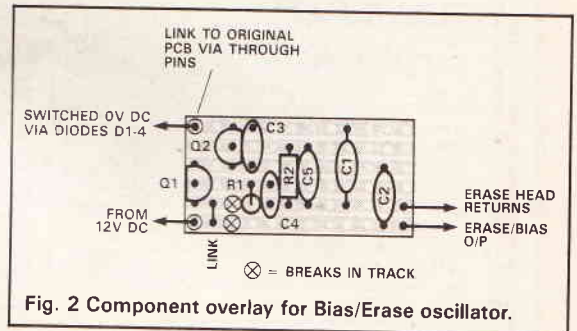 LINK TO ORIGINAL
PCB VIA THROUGH
PINS
SWITCHED 0V DC
VIA DIODES D1-4
C3
Q2
Q1
R1
R2
C5
C1
C2
FROM
12V DC
C4
LINK
ERASE HEAD
RETURNS
ERASE/BIAS
O/P
⊗ = BREAKS IN TRACK
Fig. 2 Component overlay for Bias/Erase oscillator.